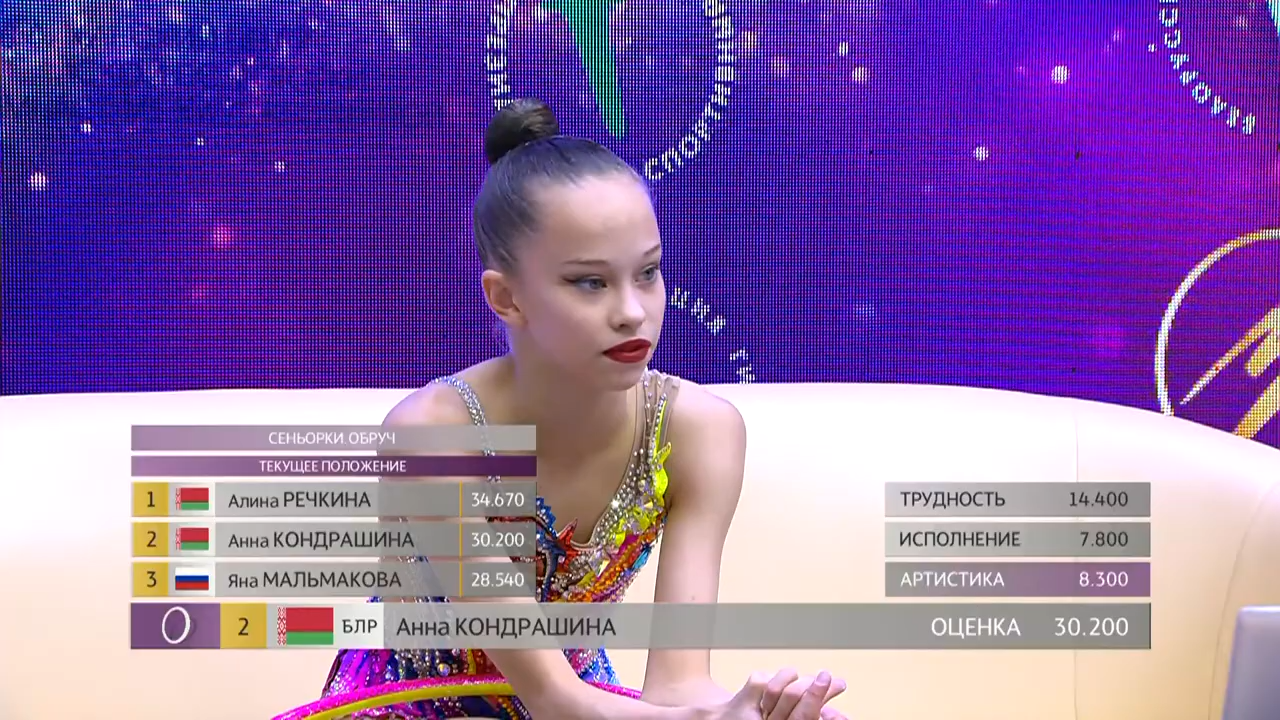 СПОРТИВН
СЕНЬОРКИ. ОБРУЧ
ТЕКУЩЕЕ ПОЛОЖЕНИЕ
1 Алина РЕЧКИНА 34.670
2 Анна КОНДРАШИНА 30.200
3 Яна МАЛЬМАКОВА 28.540
ТРУДНОСТЬ 14.400
ИСПОЛНЕНИЕ 7.800
АРТИСТИКА 8.300
2 БЛР Анна КОНДРАШИНА ОЦЕНКА 30.200